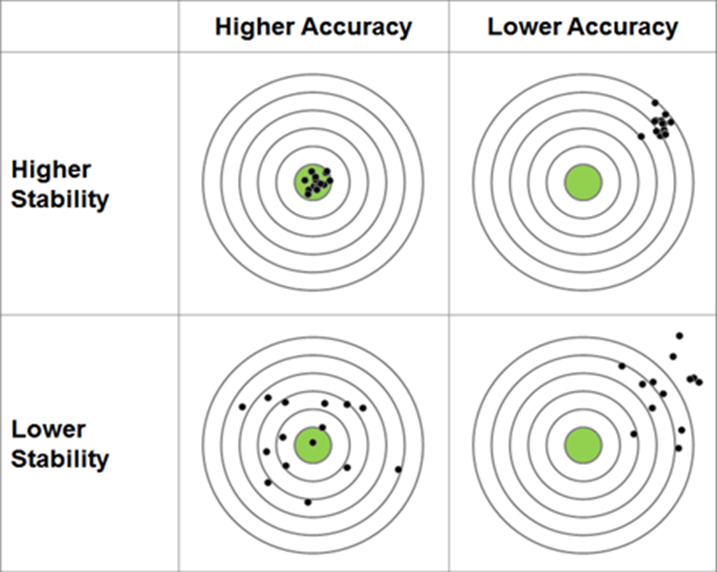 Higher Accuracy
Lower Accuracy
Higher
Stability
Lower
Stability